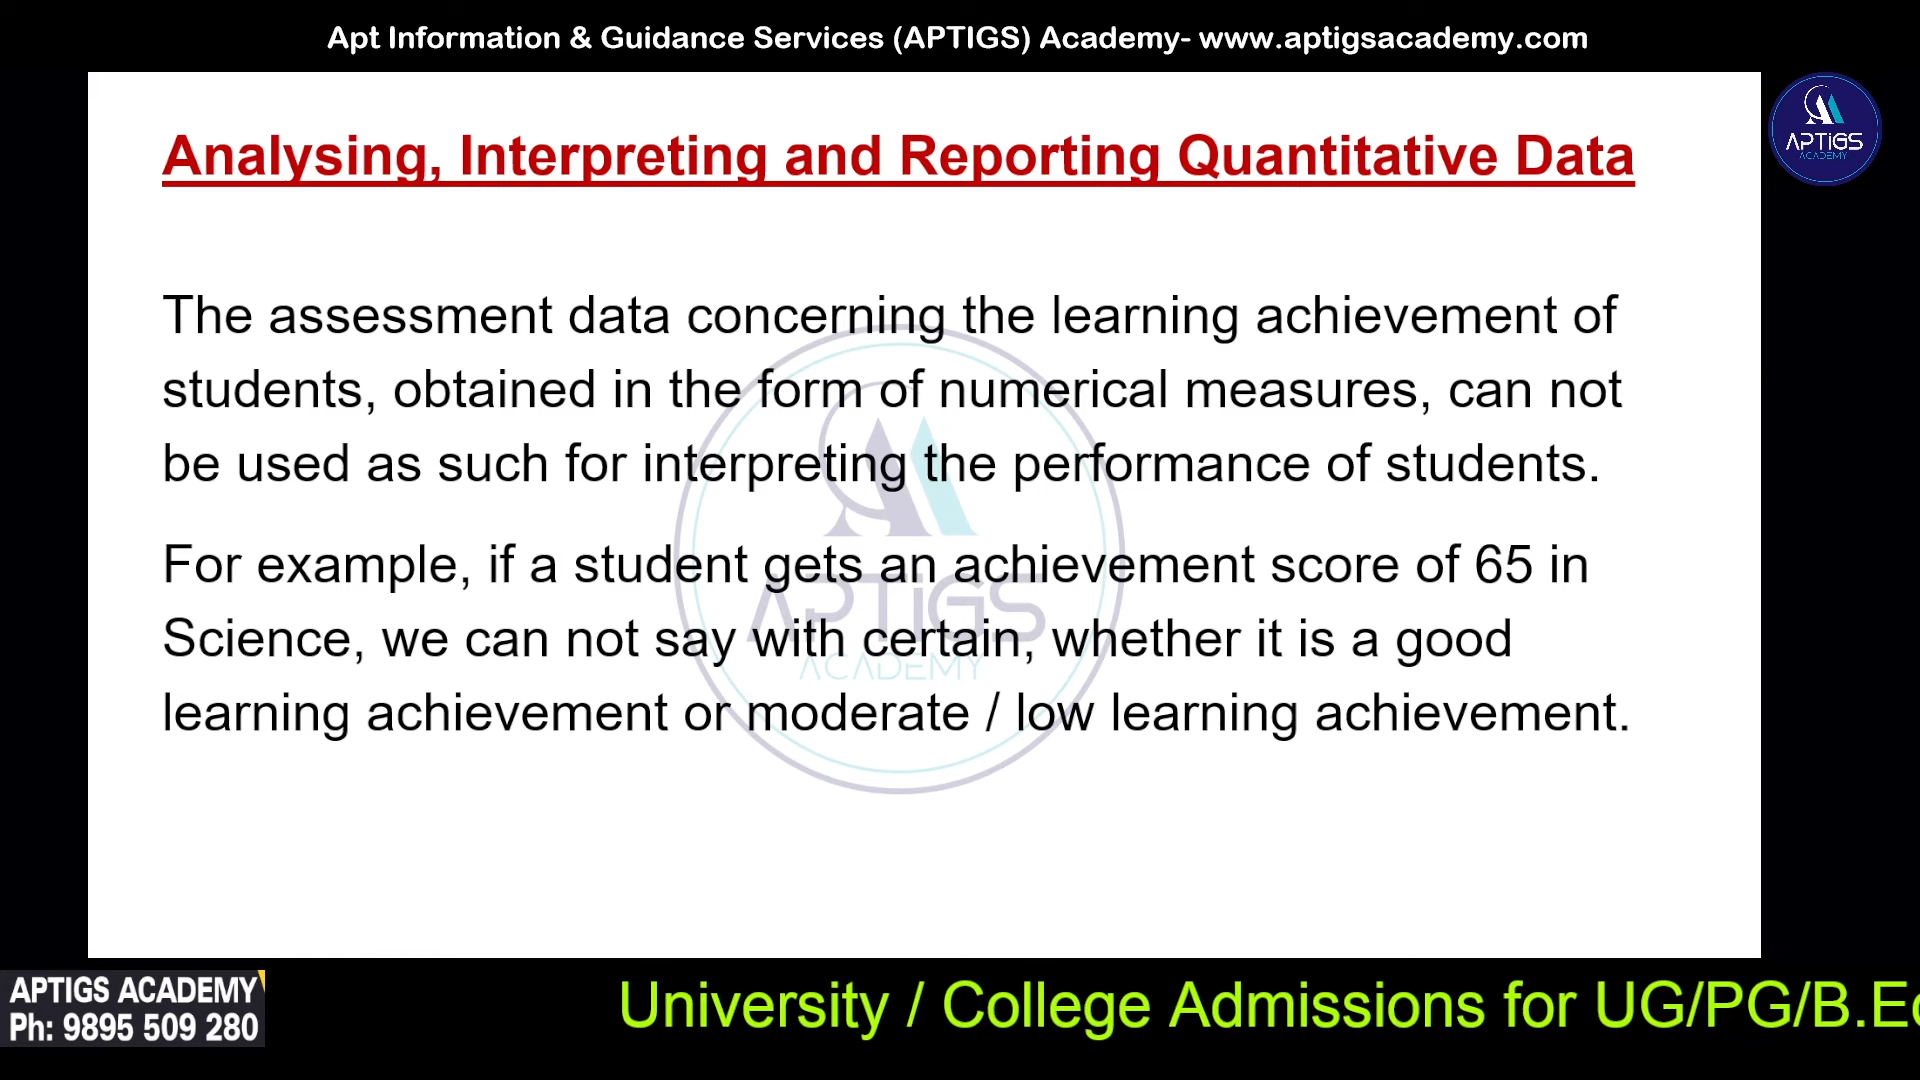 Apt Information & Guidance Services (APTIGS) Academy- www.aptigsacademy.com
APTiGS
ACADEMY
Analysing, Interpreting and Reporting Quantitative Data
The assessment data concerning the learning achievement of
students, obtained in the form of numerical measures, can not
be used as such for interpreting the performance of students.
For example, if a student gets an achievement score of 65 in
Science, we can not say with certain, whether it is a good
learning achievement or moderate / low learning achievement.
APTiGS
ACADEMY
APTIGS ACADEMY
Ph: 9895 509 280
University / College Admissions for UG/PG/B.Ed